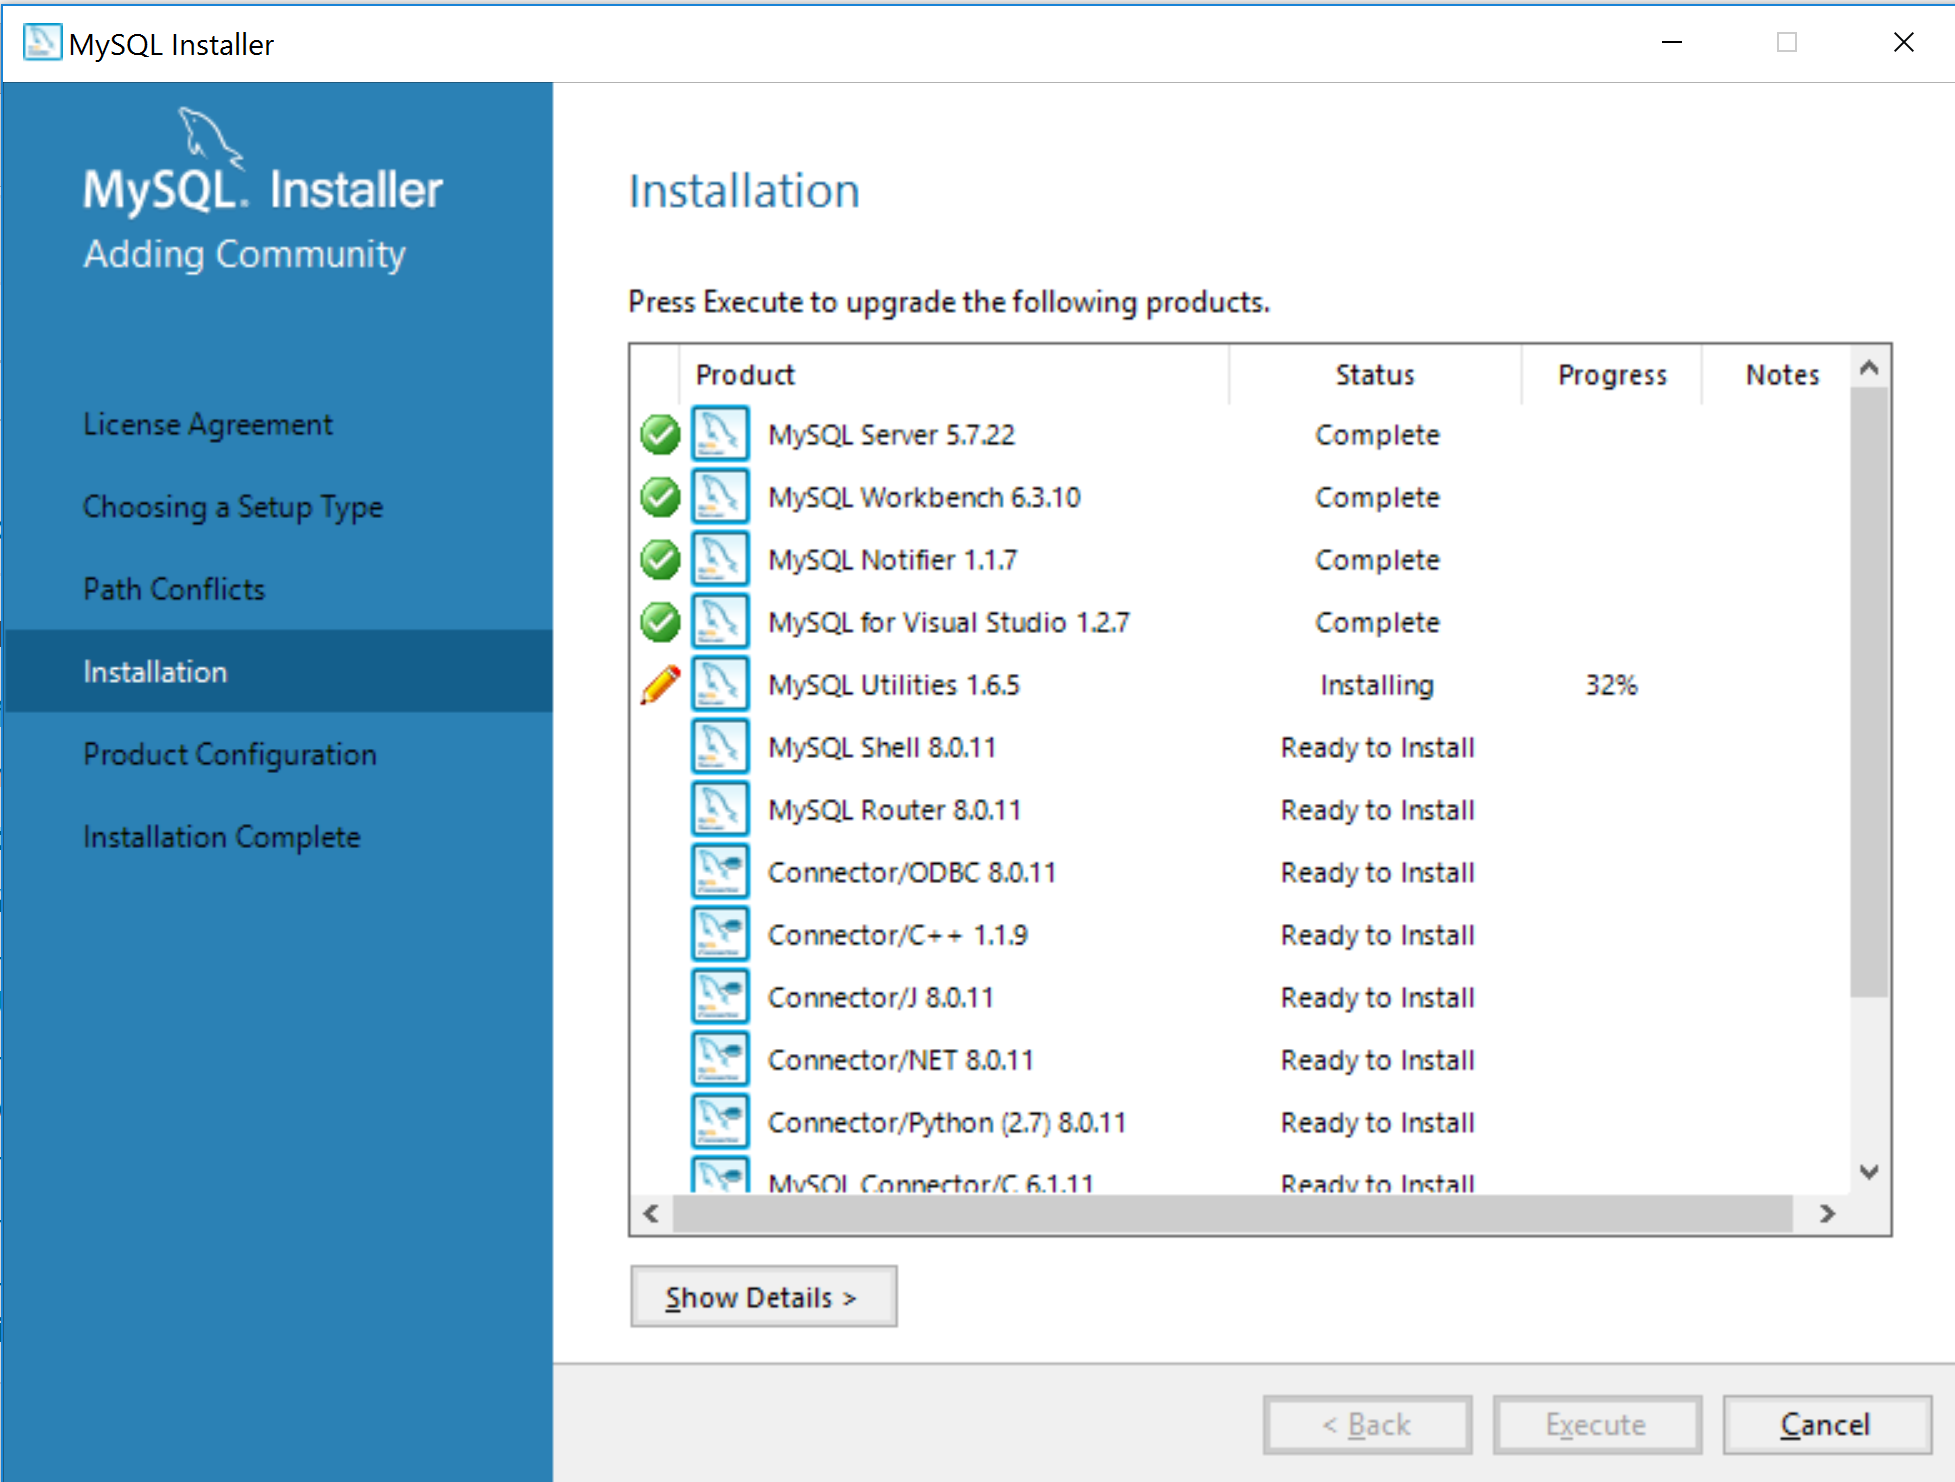 MySQL Installer
MySQL. Installer
Adding Community
License Agreement
Choosing a Setup Type
Path Conflicts
Installation
Product Configuration
Installation Complete
Installation
Press Execute to upgrade the following products.
Product Status Progress Notes
MySQL Server 5.7.22 Complete
MySQL Workbench 6.3.10 Complete
MySQL Notifier 1.1.7 Complete
MySQL for Visual Studio 1.2.7 Complete
MySQL Utilities 1.6.5 Installing 32%
MySQL Shell 8.0.11 Ready to Install
MySQL Router 8.0.11 Ready to Install
Connector/ODBC 8.0.11 Ready to Install
Connector/C++ 1.1.9 Ready to Install
Connector/J 8.0.11 Ready to Install
Connector/NET 8.0.11 Ready to Install
Connector/Python (2.7) 8.0.11 Ready to Install
MySQL Connector/C 6.1.11 Ready to Install
Show Details >
< Back Execute Cancel